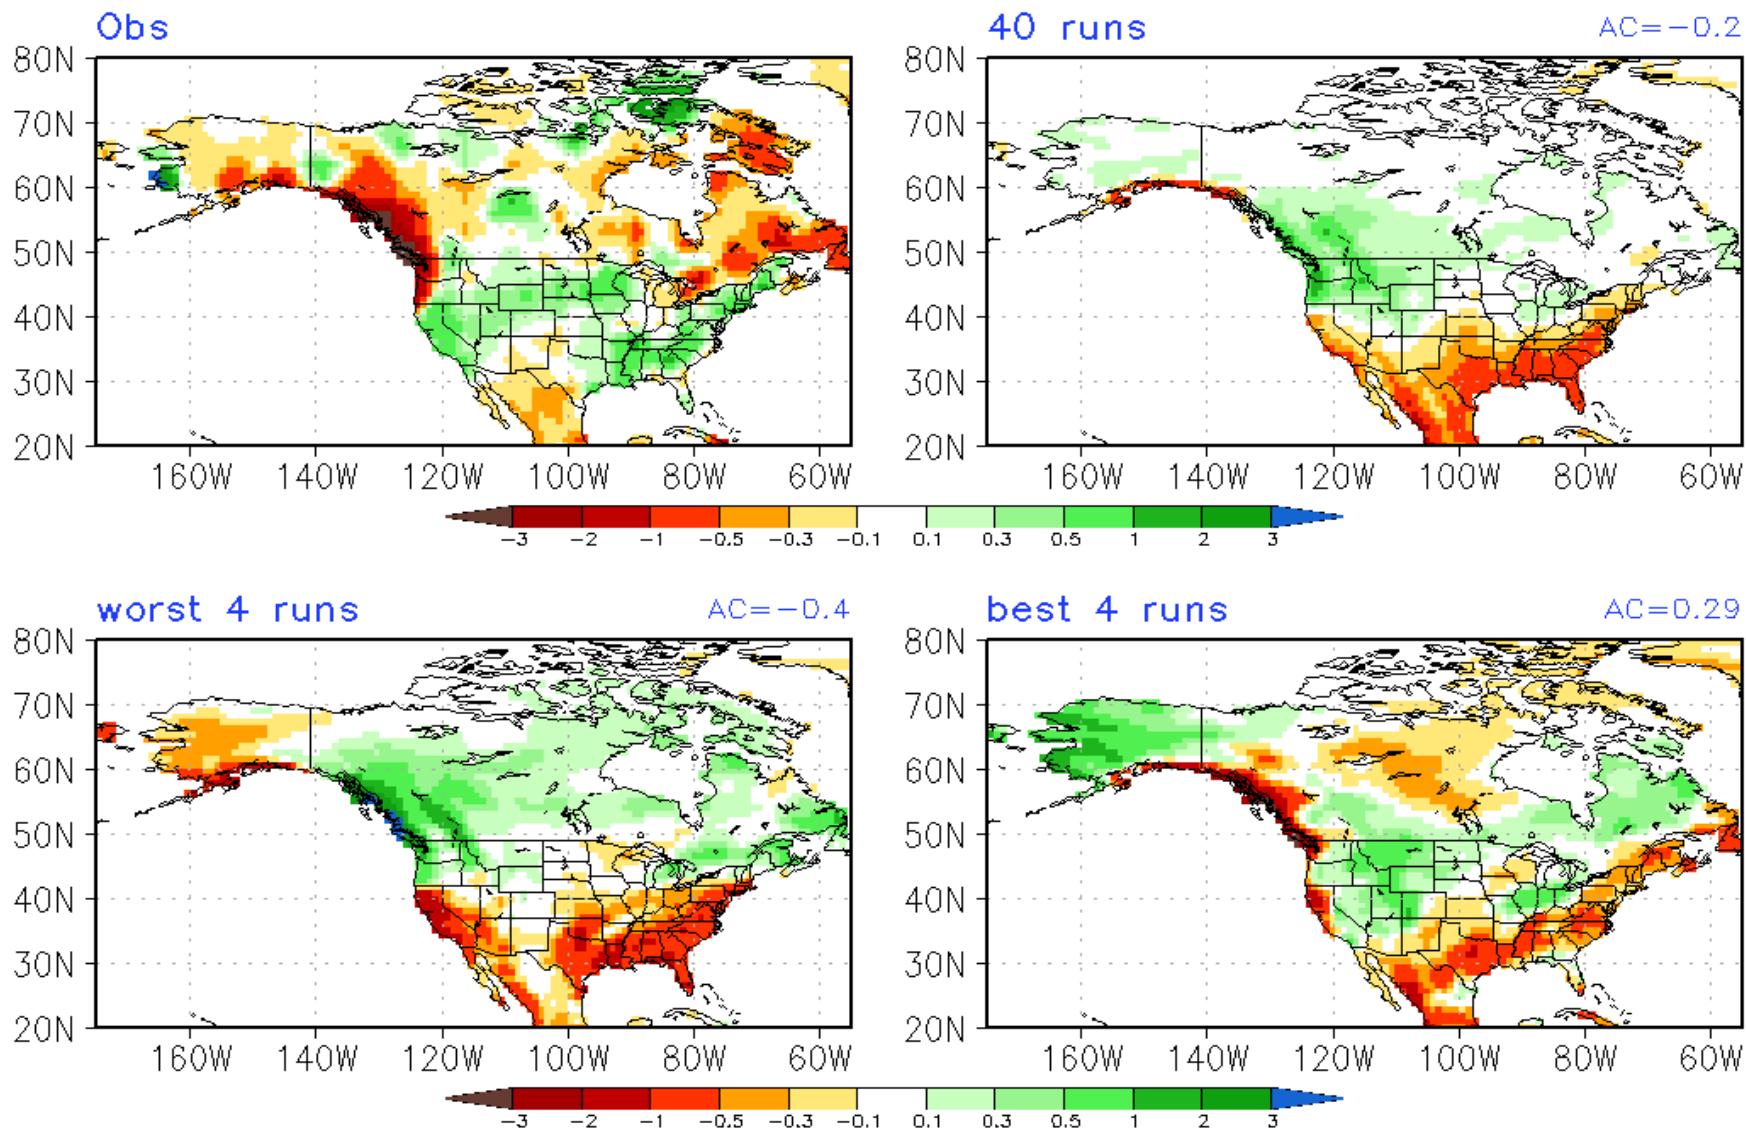 Obs
40 runs AC=-0.2
80N 80N
70N 70N
60N 60N
50N 50N
40N 40N
30N 30N
20N 20N
160W 140W 120W 100W 80W 60W 160W 140W 120W 100W 80W 60W
-3 -2 -1 -0.5 -0.3 -0.1 0.1 0.3 0.5 1 2 3
worst 4 runs AC=-0.4 best 4 runs AC=0.29
80N 80N
70N 70N
60N 60N
50N 50N
40N 40N
30N 30N
20N 20N
160W 140W 120W 100W 80W 60W 160W 140W 120W 100W 80W 60W
-3 -2 -1 -0.5 -0.3 -0.1 0.1 0.3 0.5 1 2 3